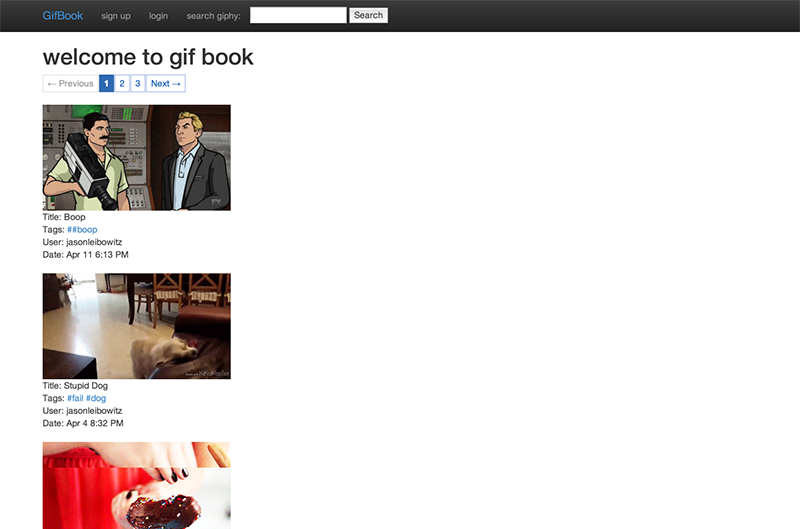 GifBook sign up login search giphy: Search
welcome to gif book
← Previous 1 2 3 Next →
Title: Boop
Tags: ##boop
User: jasonleibowitz
Date: Apr 11 6:13 PM
Title: Stupid Dog
Tags: #fail #dog
User: jasonleibowitz
Date: Apr 4 8:32 PM